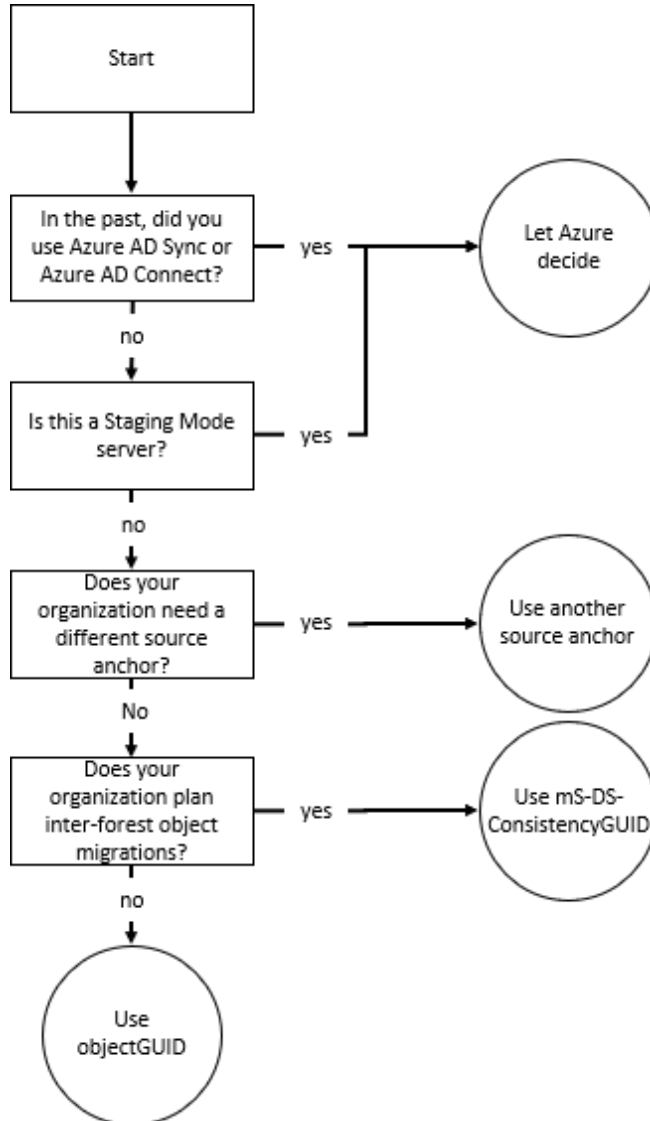 Start
In the past, did you
use Azure AD Sync or
Azure AD Connect?
yes
Let Azure
decide
no
Is this a Staging Mode
server?
yes
no
Does your
organization need a
different source
anchor?
yes
Use another
source anchor
No
Does your
organization plan
inter-forest object
migrations?
yes
Use mS-DS-
ConsistencyGUID
no
Use
objectGUID